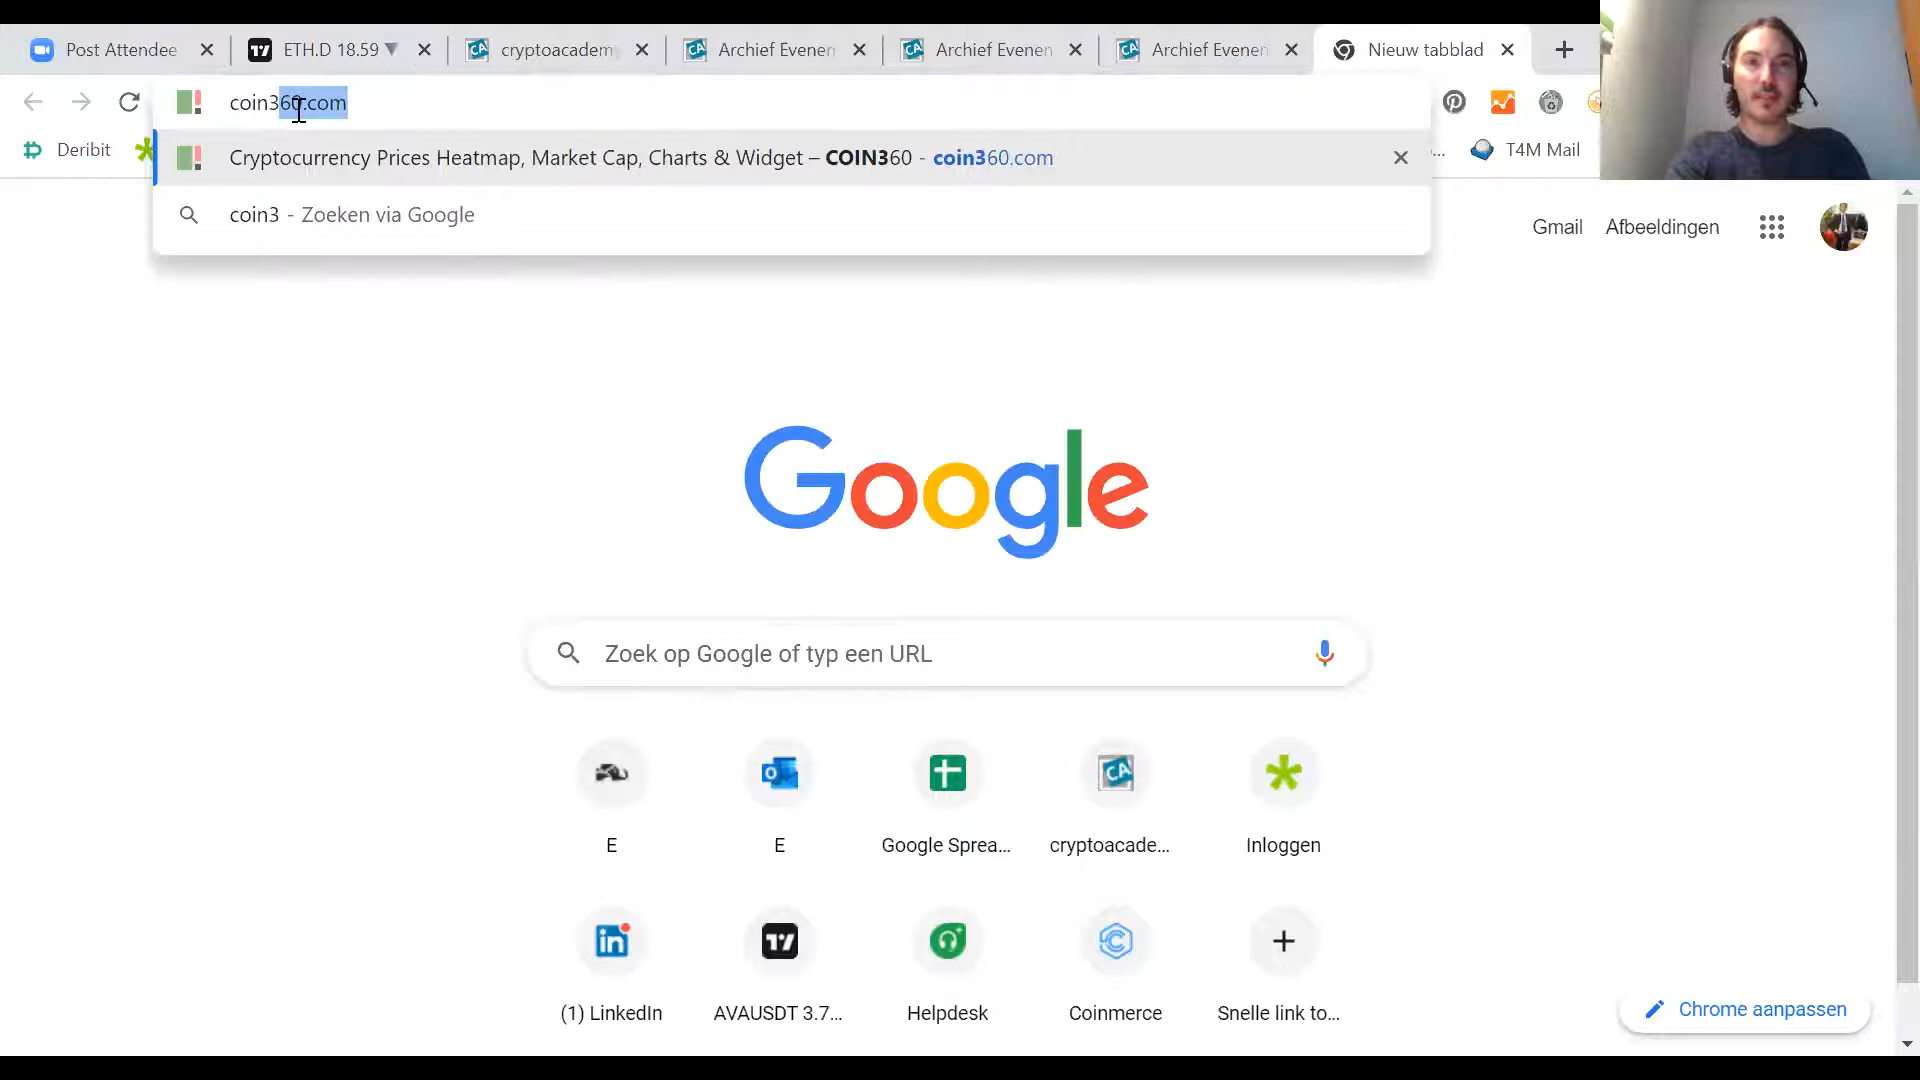 Post Attendee
ETH.D 18.59 ▼
cryptoacadem
Archief Evenen
Archief Evenen
Archief Evenen
Nieuw tabblad
coin360.com
Deribit
T4M Mail
Cryptocurrency Prices Heatmap, Market Cap, Charts & Widget – COIN360 - coin360.com
coin3 - Zoeken via Google
Gmail
Afbeeldingen
Google
Zoek op Google of typ een URL
E
E
Google Sprea...
cryptoacade...
Inloggen
(1) LinkedIn
AVAUSDT 3.7...
Helpdesk
Coinmerce
Snelle link to...
Chrome aanpassen